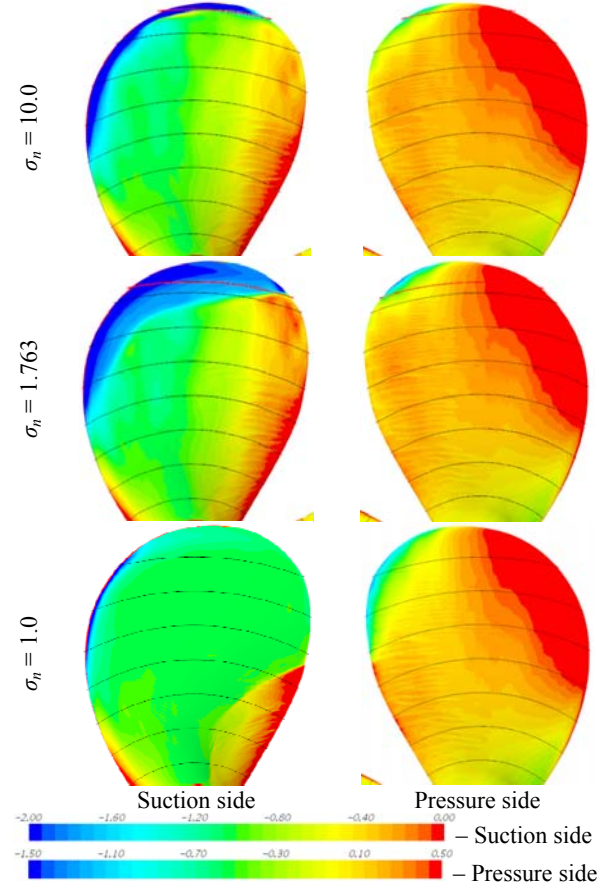 σn = 10.0
σn = 1.763
σn = 1.0
Suction side Pressure side
-2.00 -1.60 -1.20 -0.80 -0.40 0.00
– Suction side
-1.50 -1.10 -0.70 -0.30 0.10 0.50
– Pressure side